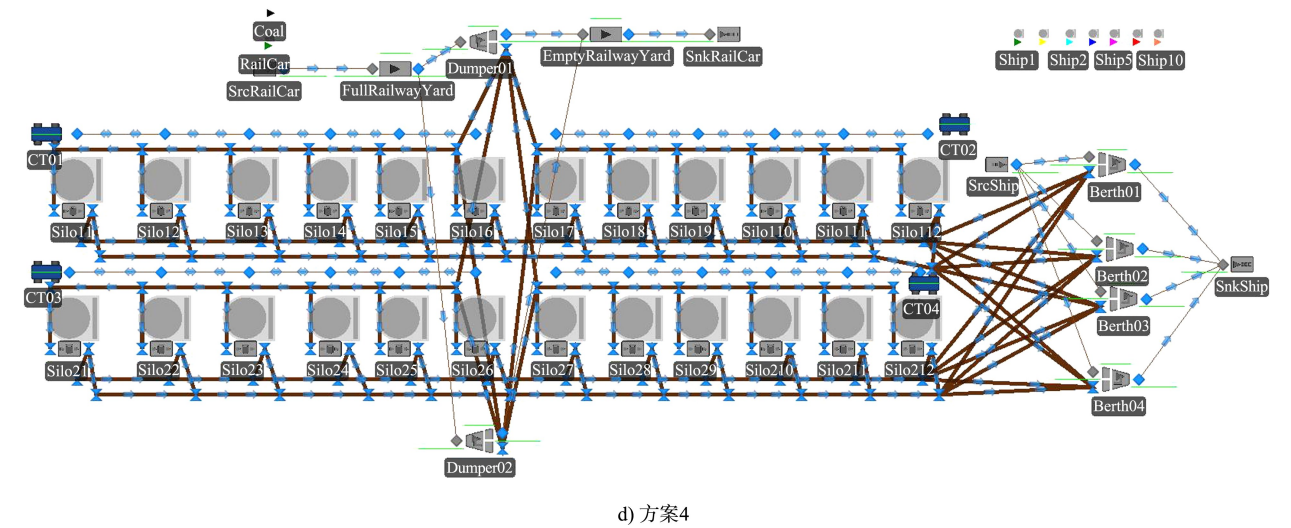 Coal
RailCar
SrcRailCar
FullRailwayYard
Dumper01
EmptyRailwayYard
SnkRailCar
Ship1
Ship2
Ship5
Ship10
CT01
CT02
Silo11
Silo12
Silo13
Silo14
Silo15
Silo16
Silo17
Silo18
Silo19
Silo110
Silo111
Silo112
SrcShip
Berth01
Berth02
Berth03
Berth04
SnkShip
CT03
CT04
Silo21
Silo22
Silo23
Silo24
Silo25
Silo26
Silo27
Silo28
Silo29
Silo210
Silo211
Silo212
Dumper02
d) 方案4